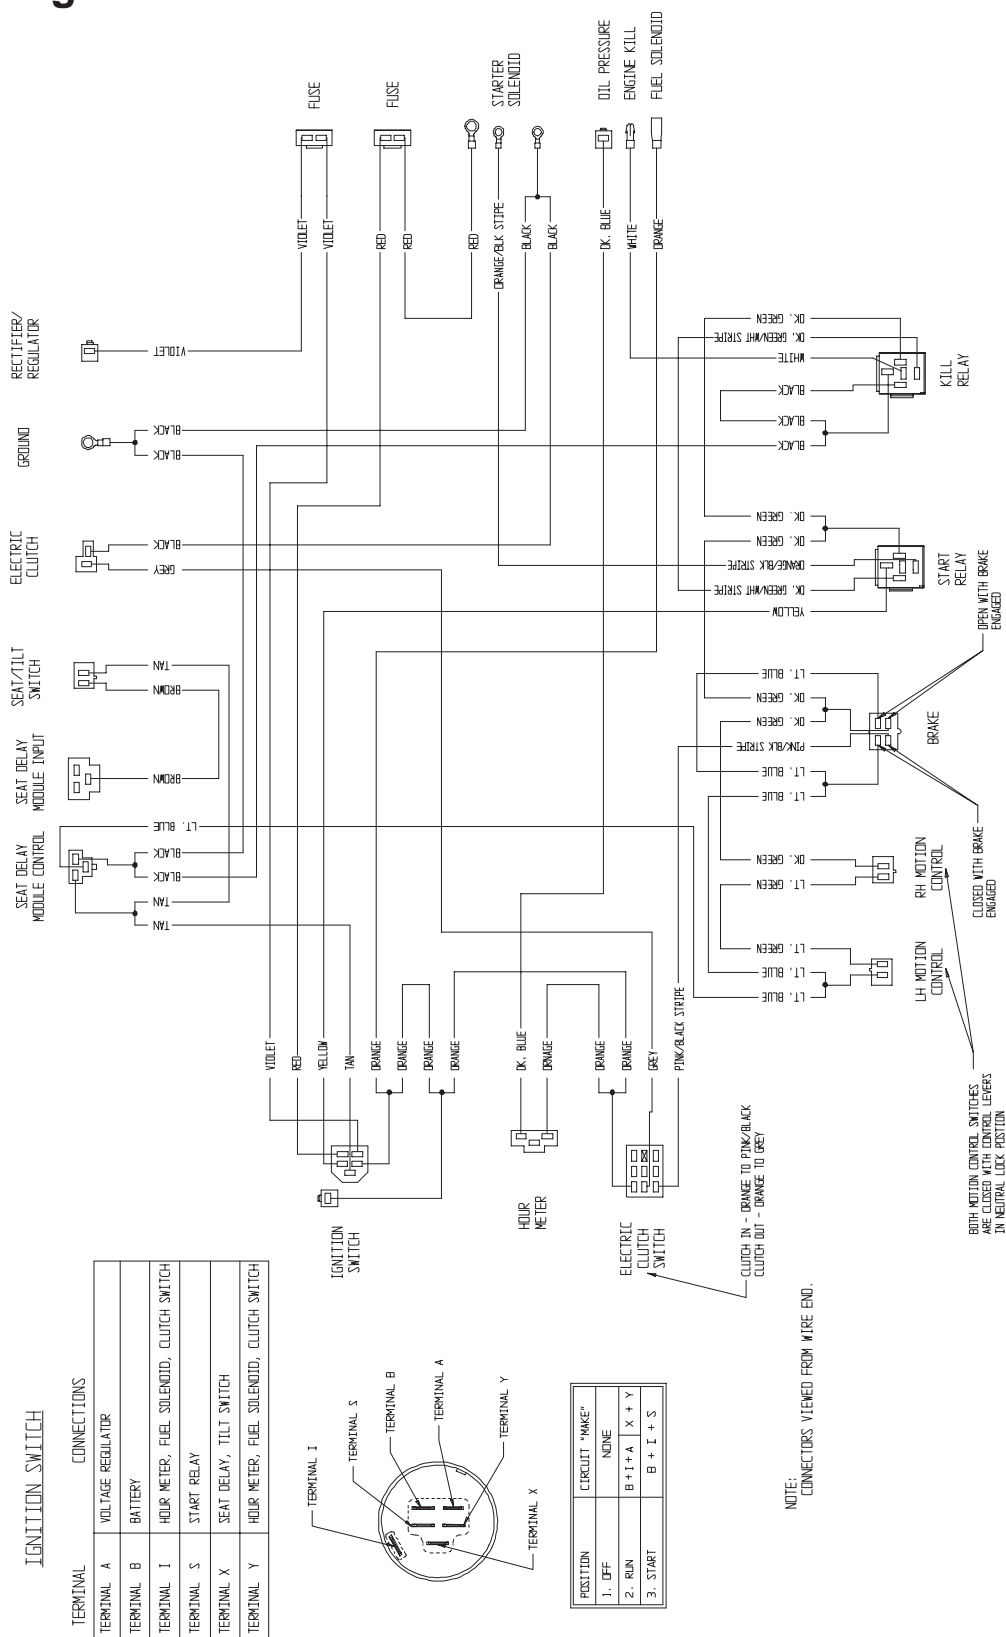 g
FUSE
FUSE
STARTER
SOLENOID
OIL PRESSURE
ENGINE KILL
FUEL SOLENOID
VIOLET
VIOLET
RED
RED
RED
ORANGE/BLK STIPE
BLACK
BLACK
DK. BLUE
WHITE
ORANGE
RECTIFIER/
REGULATOR
GROUND
ELECTRIC
CLUTCH
SEAT/TILT
SWITCH
SEAT DELAY
MODULE INPUT
SEAT DELAY
MODULE CONTROL
VIOLET
BLACK
BLACK
BLACK
GREY
TAN
BROWN
BROWN
LT. BLUE
BLACK
BLACK
TAN
TAN
DK. GREEN
DK. GREEN/WHT STRIPE
WHITE
BLACK
BLACK
BLACK
KILL
RELAY
DK. GREEN
DK. GREEN
ORANGE/BLK STRIPE
DK. GREEN/WHT STRIPE
YELLOW
START
RELAY
OPEN WITH BRAKE
ENGAGED
LT. BLUE
DK. GREEN
DK. GREEN
PINK/BLK STRIPE
LT. BLUE
LT. BLUE
BRAKE
CLOSED WITH BRAKE
ENGAGED
DK. GREEN
LT. GREEN
RH MOTION
CONTROL
LT. GREEN
LT. BLUE
LT. BLUE
LH MOTION
CONTROL
BOTH MOTION CONTROL SWITCHES
ARE CLOSED WITH CONTROL LEVERS
IN NEUTRAL LOCK POSTION
VIOLET
RED
YELLOW
TAN
ORANGE
ORANGE
ORANGE
ORANGE
DK. BLUE
ORNAGE
ORANGE
ORANGE
GREY
PINK/BLACK STRIPE
IGNITION
SWITCH
HOUR
METER
ELECTRIC
CLUTCH
SWITCH
CLUTCH IN - ORANGE TO PINK/BLACK
CLUTCH OUT - ORANGE TO GREY
IGNITION SWITCH
TERMINAL CONNECTIONS
TERMINAL A VOLTAGE REGULATOR
TERMINAL B BATTERY
TERMINAL I HOUR METER, FUEL SOLENOID, CLUTCH SWITCH
TERMINAL S START RELAY
TERMINAL X SEAT DELAY, TILT SWITCH
TERMINAL Y HOUR METER, FUEL SOLENOID, CLUTCH SWITCH
TERMINAL I
TERMINAL S
TERMINAL B
TERMINAL A
TERMINAL Y
TERMINAL X
POSITION CIRCUIT "MAKE"
1. OFF NONE
2. RUN B+I+A X + Y
3. START B + I + S
NOTE:
CONNECTORS VIEWED FROM WIRE END.